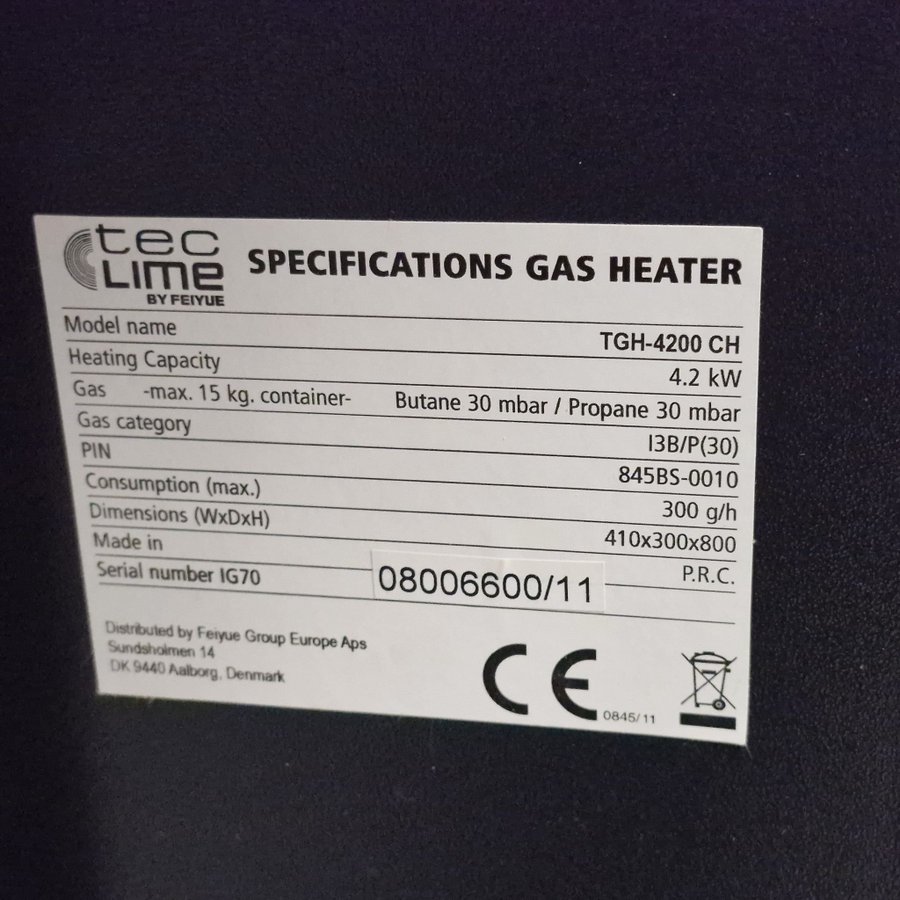 tec
LIME
BY FEIYUE
SPECIFICATIONS GAS HEATER
Model name TGH-4200 CH
Heating Capacity 4.2 kW
Gas -max. 15 kg. container- Butane 30 mbar / Propane 30 mbar
Gas category I3B/P(30)
PIN 845BS-0010
Consumption (max.) 300 g/h
Dimensions (WxDxH) 410x300x800
Made in P.R.C.
Serial number IG70 08006600/11
Distributed by Feiyue Group Europe Aps
Sundsholmen 14
DK 9440 Aalborg, Denmark
CE
0845/11